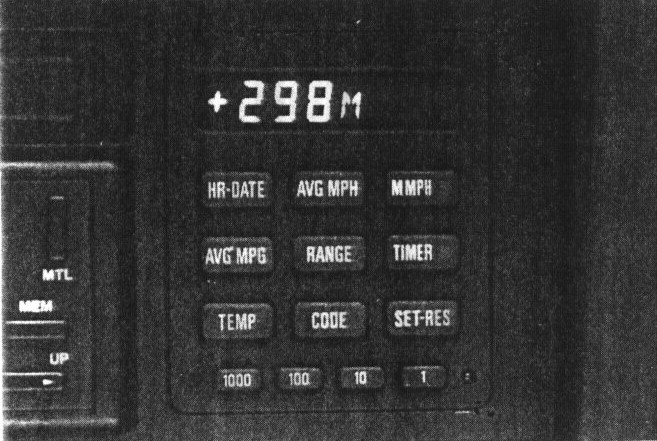 +298M
HR-DATE AVG MPH MMPH
AVG MPG RANGE TIMER
MTL
MEM
TEMP CODE SET-RES
UP
1000 100 10 1